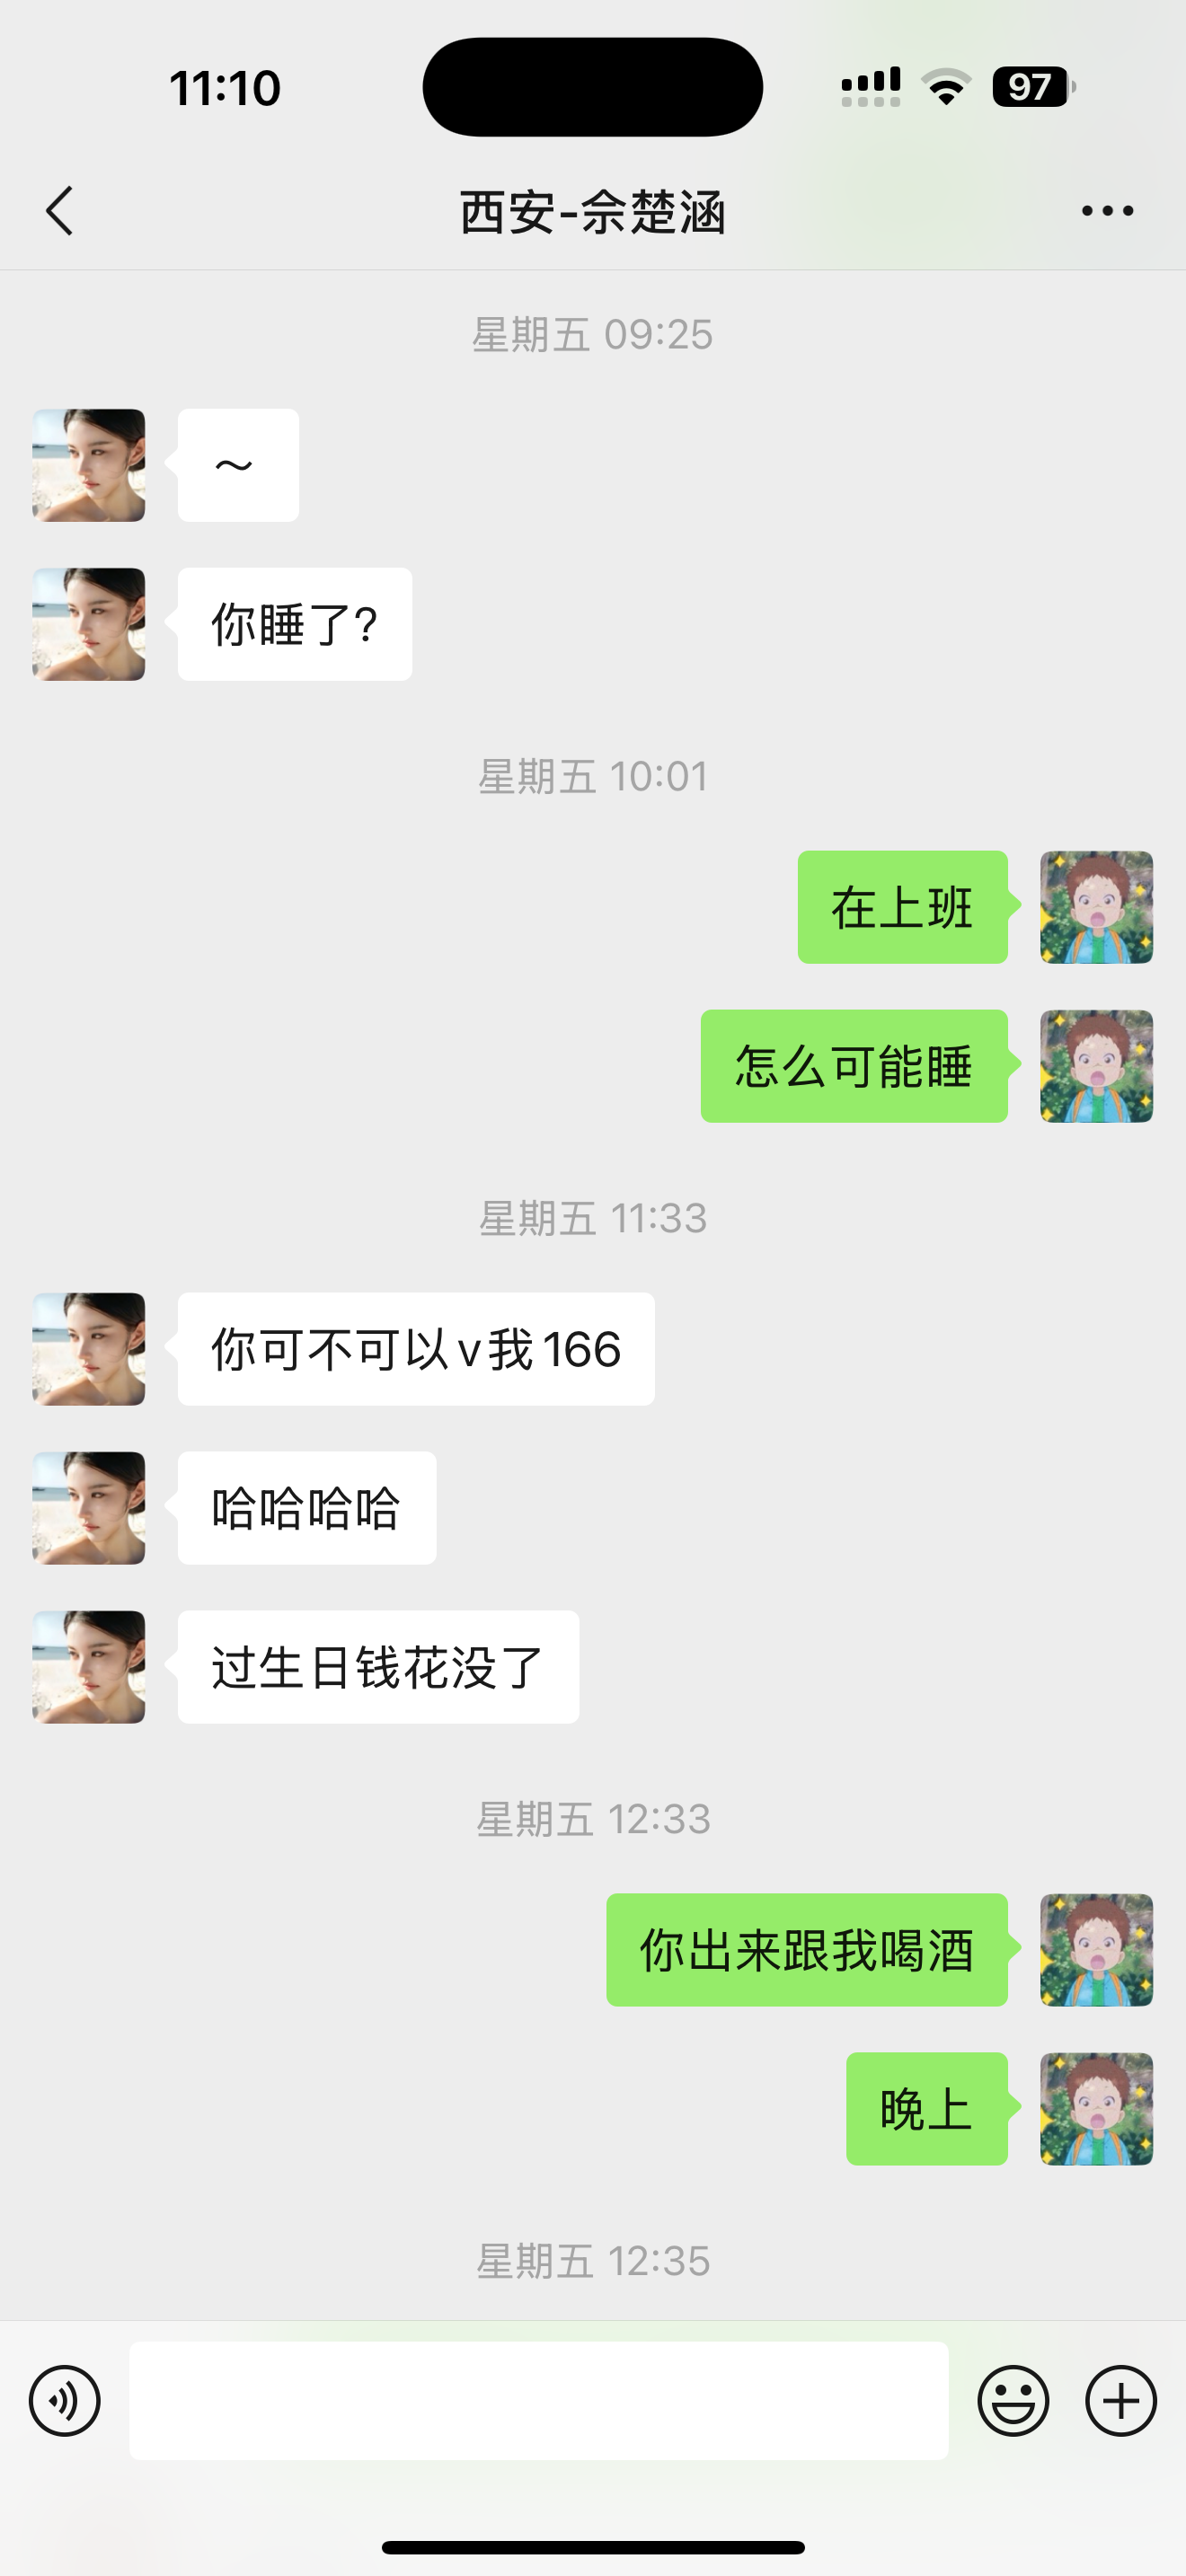 11:10
97
西安-佘楚涵
星期五 09:25
～
你睡了?
星期五 10:01
在上班
怎么可能睡
星期五 11:33
你可不可以v我166
哈哈哈哈
过生日钱花没了
星期五 12:33
你出来跟我喝酒
晚上
星期五 12:35